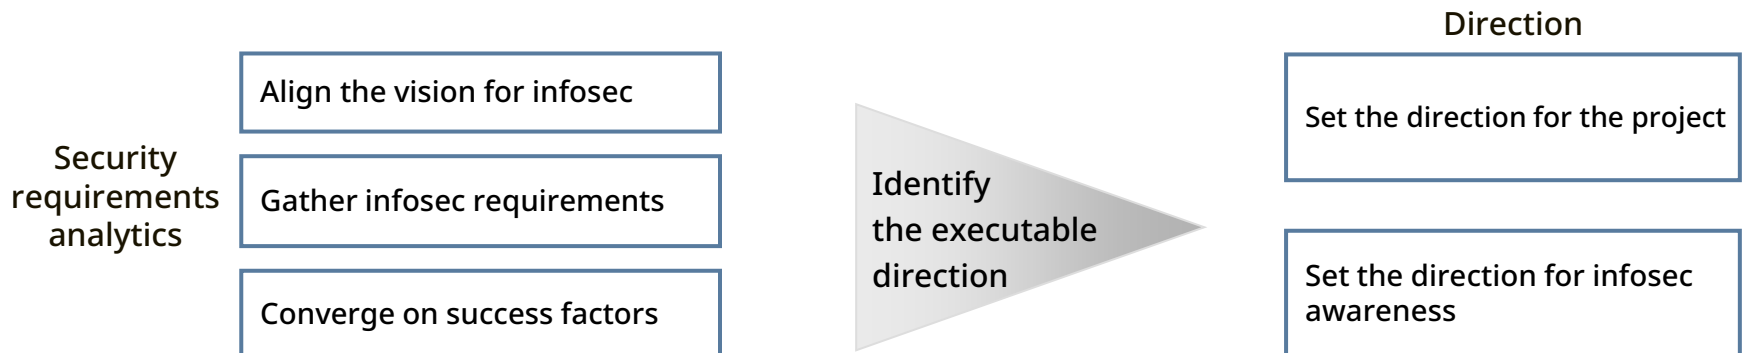 Security
requirements
analytics
Align the vision for infosec
Gather infosec requirements
Converge on success factors
Identify
the executable
direction
Direction
Set the direction for the project
Set the direction for infosec
awareness